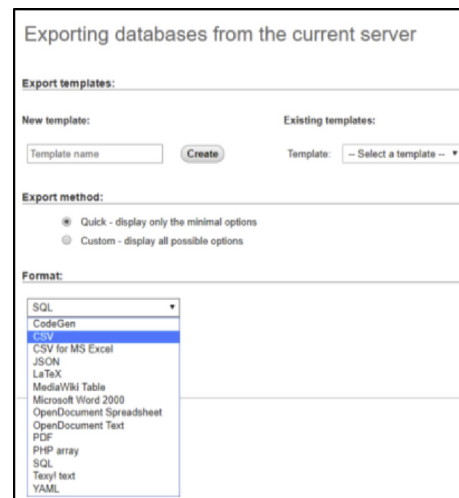 Exporting databases from the current server
Export templates:
New template: Existing templates:
Template name Create Template: -- Select a template --
Export method:
Quick - display only the minimal options
Custom - display all possible options
Format:
SQL
CodeGen
CSV
CSV for MS Excel
JSON
LaTeX
MediaWiki Table
Microsoft Word 2000
OpenDocument Spreadsheet
OpenDocument Text
PDF
PHP array
SQL
Texy! text
YAML